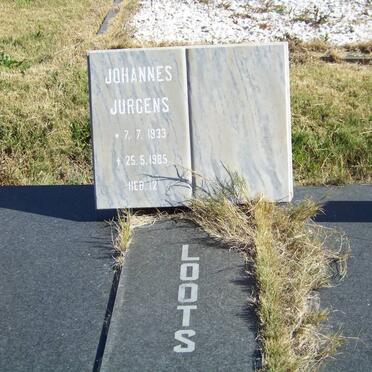 JOHANNES
JURGENS
* 7.7.1933
+ 25.5.1985
HEB. 12
LOOTS